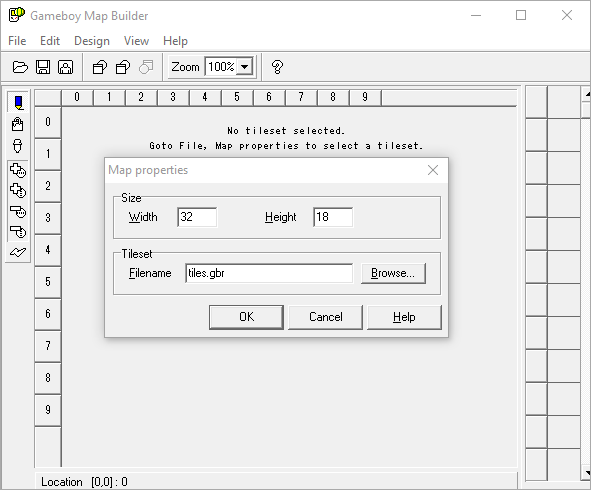 Gameboy Map Builder
File Edit Design View Help
Zoom 100%
0 1 2 3 4 5 6 7 8 9
0
No tileset selected.
1
Goto File, Map properties to select a tileset.
Map properties
2
Size
3
Width 32 Height 18
4
Tileset
5
Filename tiles.gbr Browse...
6
OK Cancel Help
7
8
9
Location [0,0] : 0